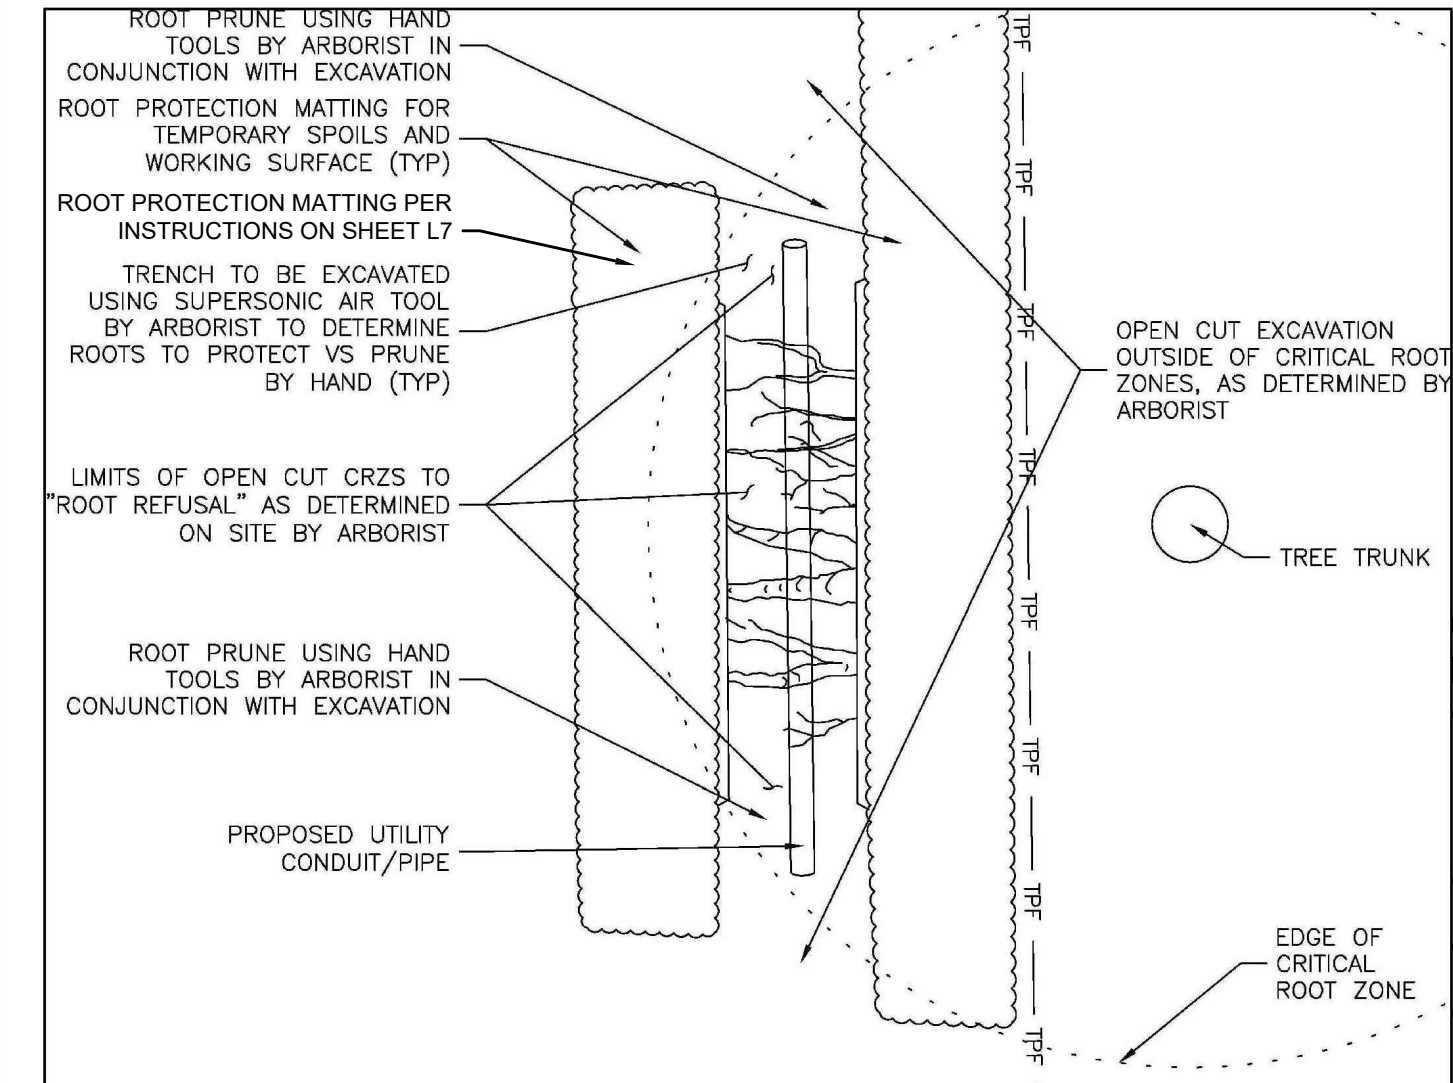 ROOT PRUNE USING HAND
TOOLS BY ARBORIST IN
CONJUNCTION WITH EXCAVATION
ROOT PROTECTION MATTING FOR
TEMPORARY SPOILS AND
WORKING SURFACE (TYP)
ROOT PROTECTION MATTING PER
INSTRUCTIONS ON SHEET L7
TRENCH TO BE EXCAVATED
USING SUPERSONIC AIR TOOL
BY ARBORIST TO DETERMINE
ROOTS TO PROTECT VS PRUNE
BY HAND (TYP)
LIMITS OF OPEN CUT CRZS TO
"ROOT REFUSAL" AS DETERMINED
ON SITE BY ARBORIST
ROOT PRUNE USING HAND
TOOLS BY ARBORIST IN
CONJUNCTION WITH EXCAVATION
PROPOSED UTILITY
CONDUIT/PIPE
TPF
TPF
TPF
TPF
TPF
TPF
TPF
TPF
OPEN CUT EXCAVATION
OUTSIDE OF CRITICAL ROOT
ZONES, AS DETERMINED BY
ARBORIST
TREE TRUNK
EDGE OF
CRITICAL
ROOT ZONE